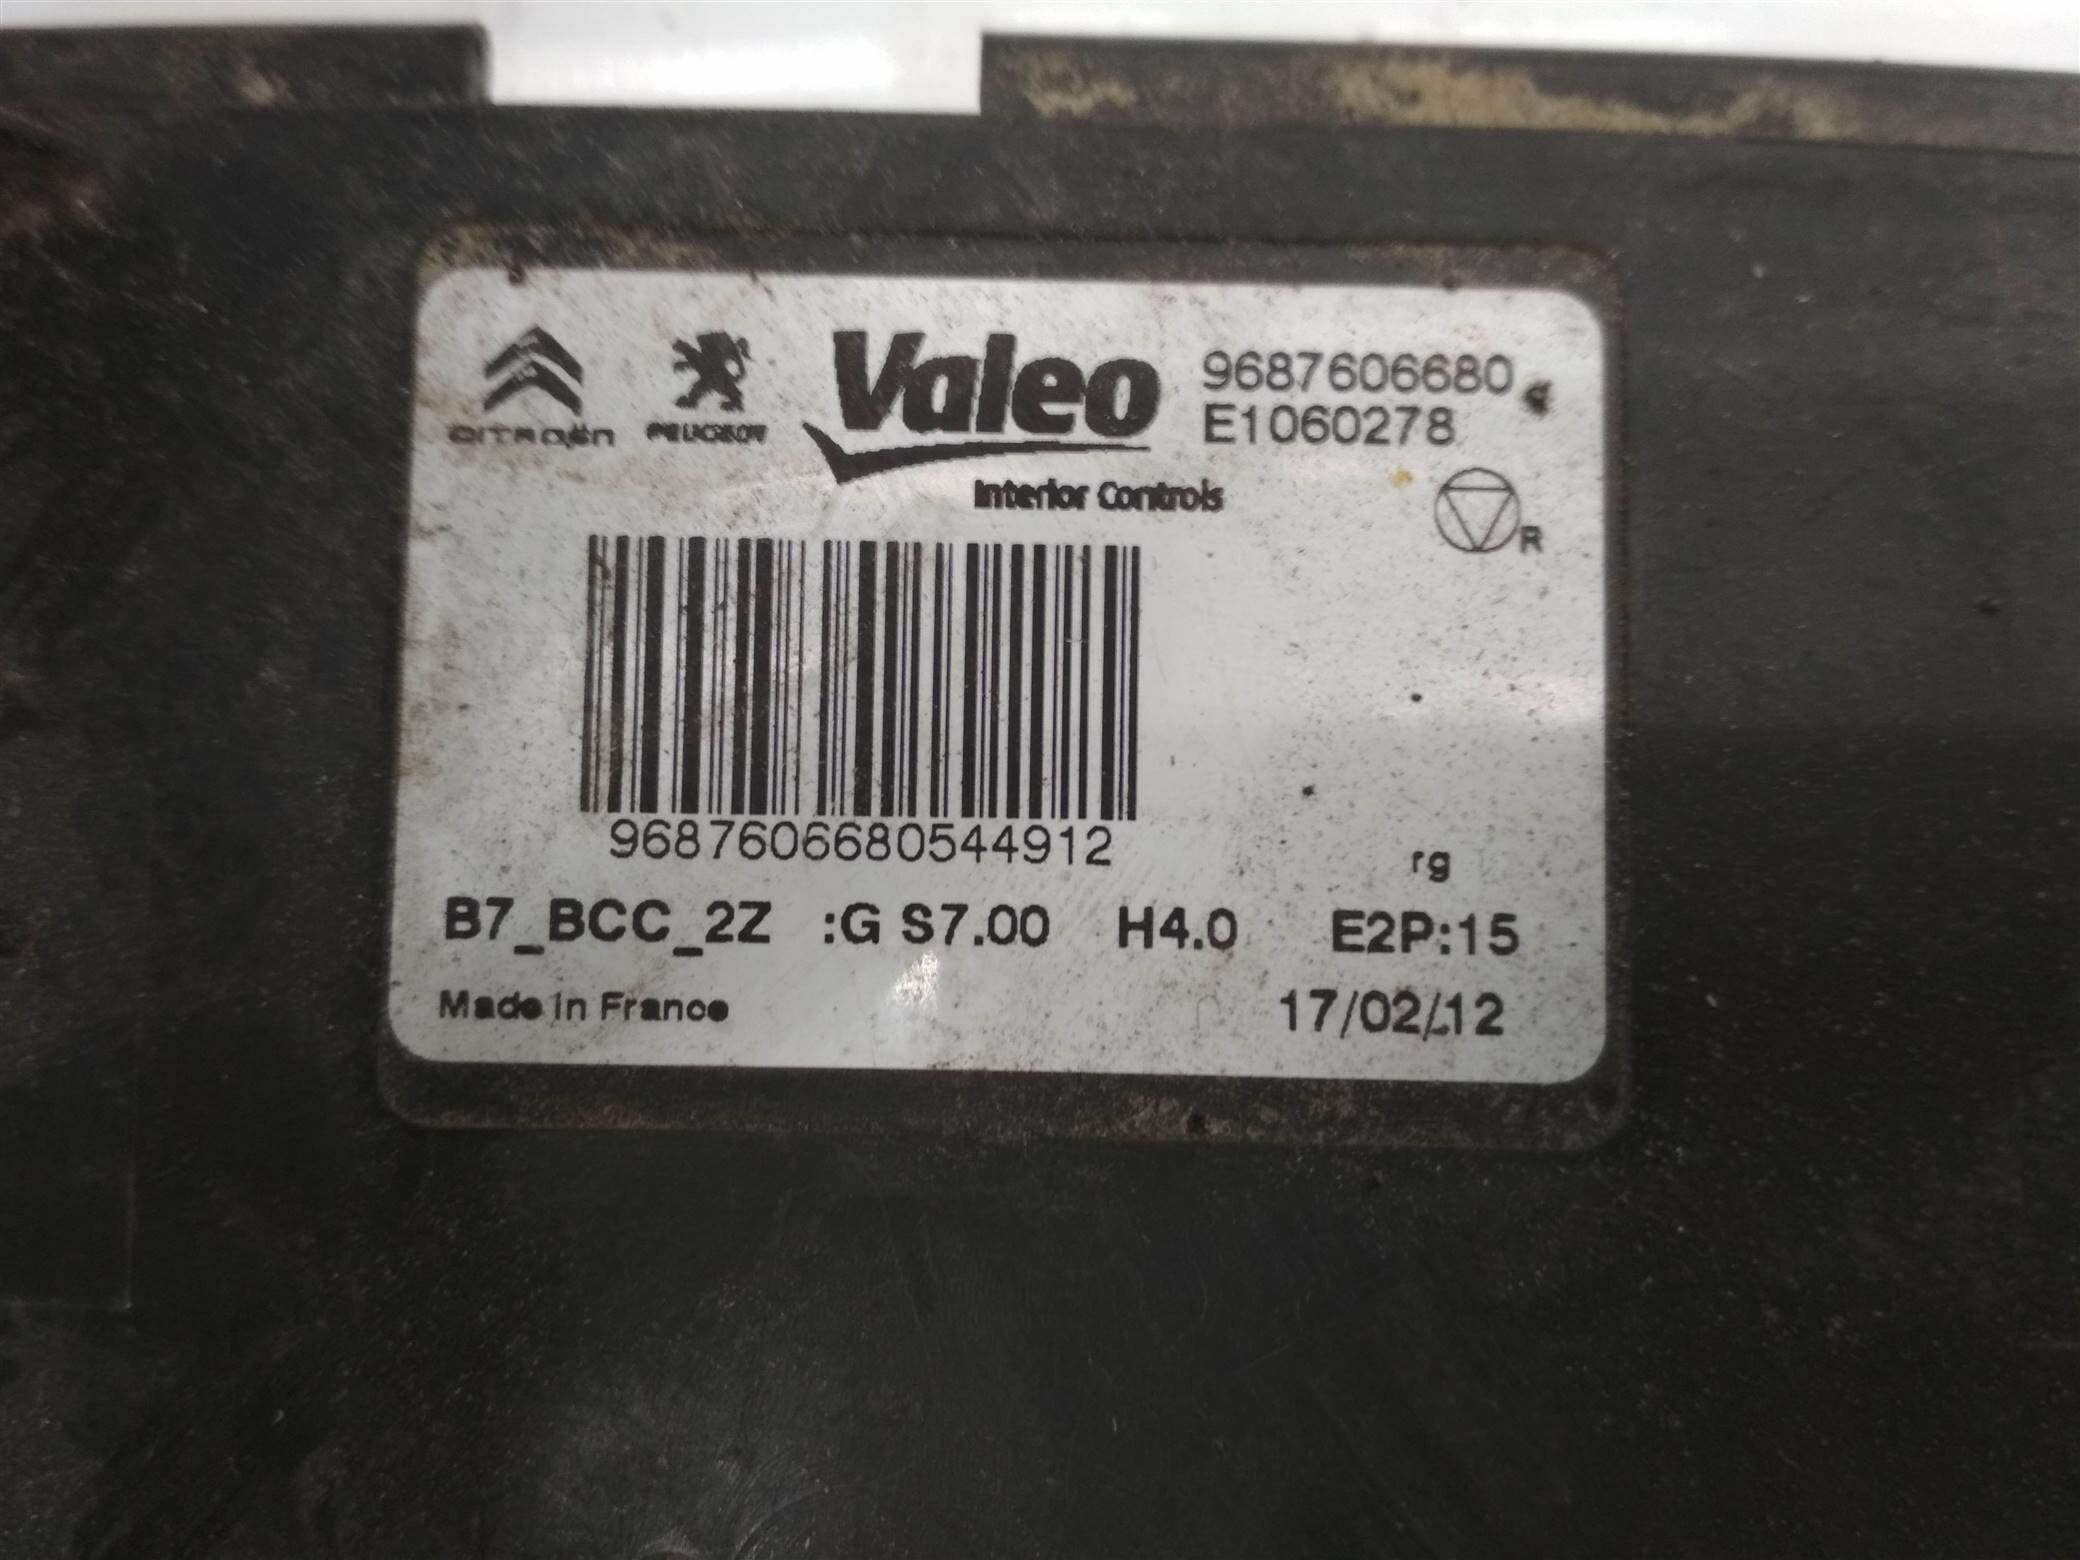 CITROËN PEUGEOT Valeo 9687606680
E1060278
Interior Controls
R
9687606680544912
rg
B7_BCC_2Z :G S7.00 H4.0 E2P:15
Made in France 17/02/12